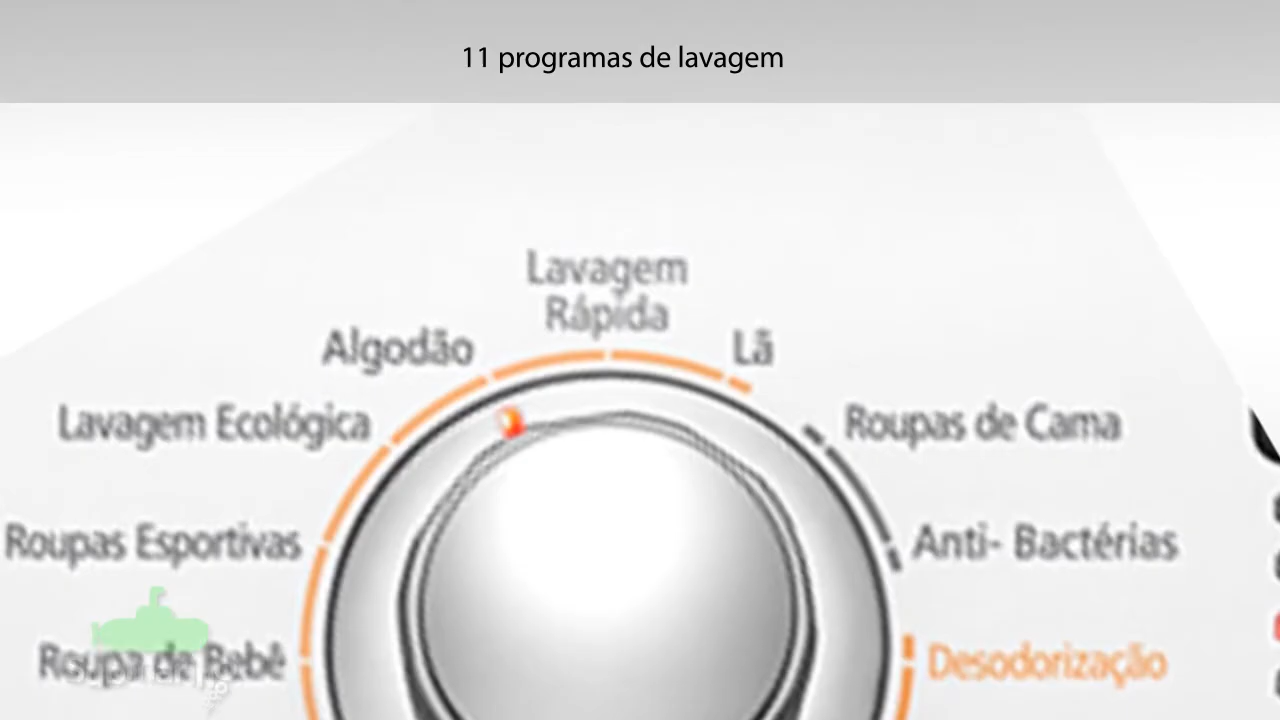 11 programas de lavagem
Lavagem
Rápida
Algodão
Lã
Lavagem Ecológica
Roupas de Cama
Roupas Esportivas
Anti- Bactérias
Roupa de Bebê
Desodorização